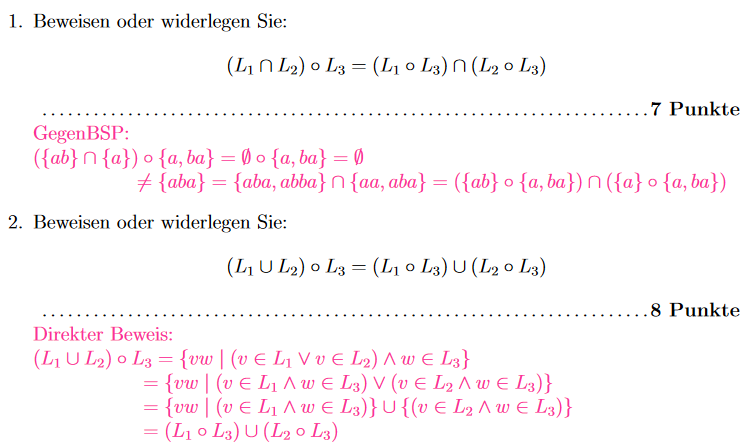 1. Beweisen oder widerlegen Sie:
(L₁ ∩ L₂) ∘ L₃ = (L₁ ∘ L₃) ∩ (L₂ ∘ L₃)
........................................................................7 Punkte
GegenBSP:
({ab} ∩ {a}) ∘ {a, ba} = ∅ ∘ {a, ba} = ∅
≠ {aba} = {aba, abba} ∩ {aa, aba} = ({ab} ∘ {a, ba}) ∩ ({a} ∘ {a, ba})
2. Beweisen oder widerlegen Sie:
(L₁ ∪ L₂) ∘ L₃ = (L₁ ∘ L₃) ∪ (L₂ ∘ L₃)
........................................................................8 Punkte
Direkter Beweis:
(L₁ ∪ L₂) ∘ L₃ = {vw | (v ∈ L₁ ∨ v ∈ L₂) ∧ w ∈ L₃}
= {vw | (v ∈ L₁ ∧ w ∈ L₃) ∨ (v ∈ L₂ ∧ w ∈ L₃)}
= {vw | (v ∈ L₁ ∧ w ∈ L₃)} ∪ {(v ∈ L₂ ∧ w ∈ L₃)}
= (L₁ ∘ L₃) ∪ (L₂ ∘ L₃)